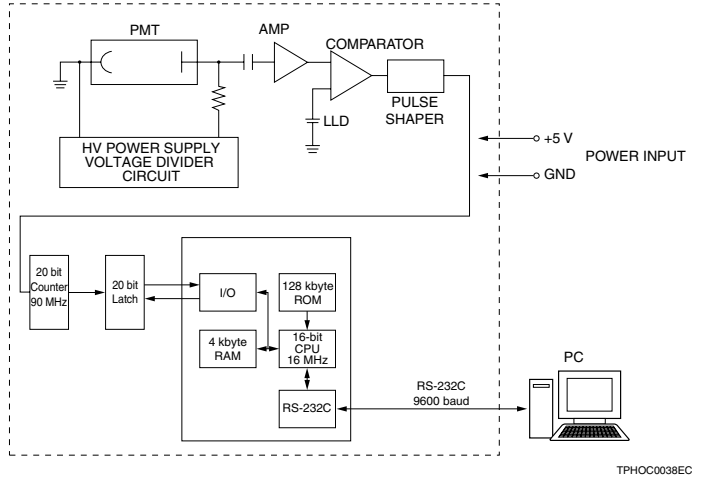 PMT
AMP
COMPARATOR
LLD
PULSE
SHAPER
HV POWER SUPPLY
VOLTAGE DIVIDER
CIRCUIT
+5 V
POWER INPUT
GND
20 bit
Counter
90 MHz
20 bit
Latch
I/O
128 kbyte
ROM
4 kbyte
RAM
16-bit
CPU
16 MHz
RS-232C
RS-232C
9600 baud
PC
TPHOC0038EC